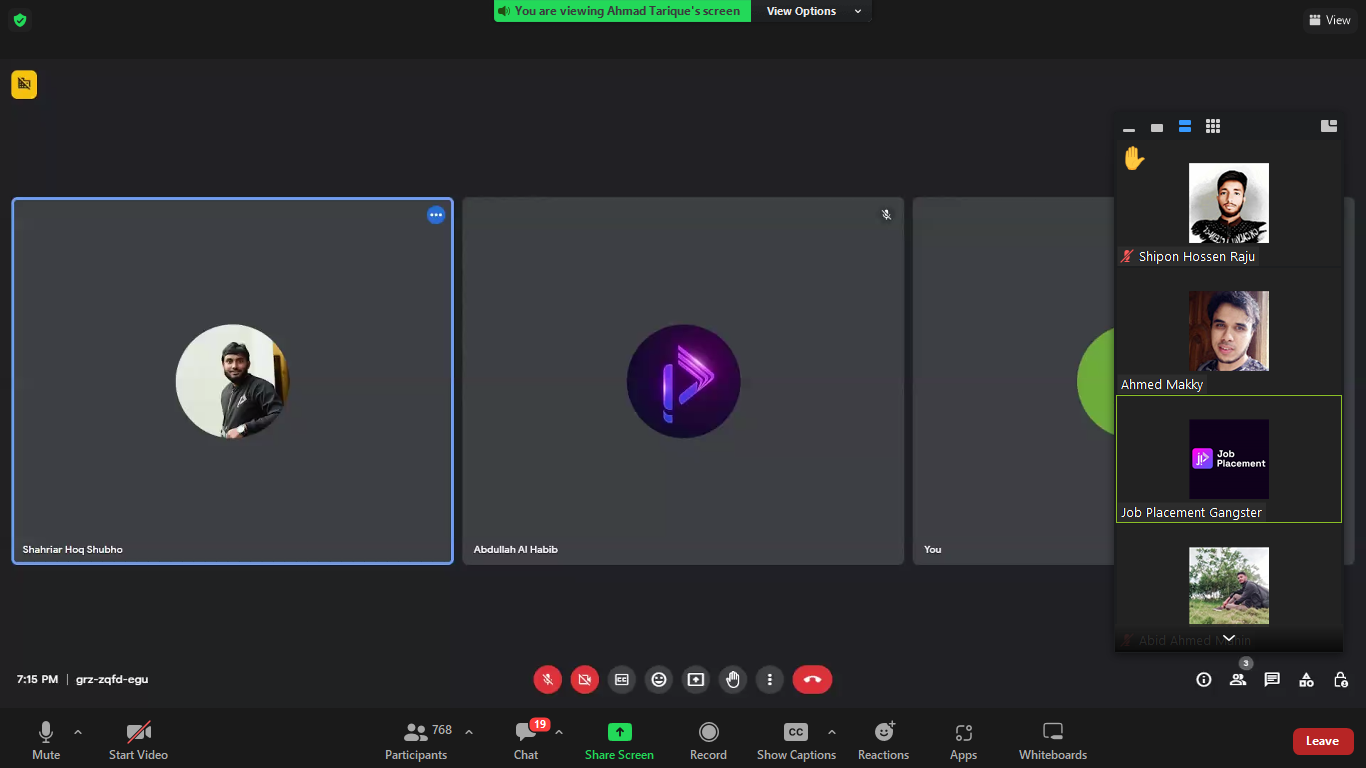 You are viewing Ahmad Tarique's screen
View Options
View
Shipon Hossen Raju
Ahmed Makky
Job
Placement
Job Placement Gangster
Abid Ahmed Mahin
Shahriar Hoq Shubho
Abdullah Al Habib
You
7:15 PM | grz-zqfd-egu
3
Mute
Start Video
768
Participants
19
Chat
Share Screen
Record
CC
Show Captions
Reactions
Apps
Whiteboards
Leave